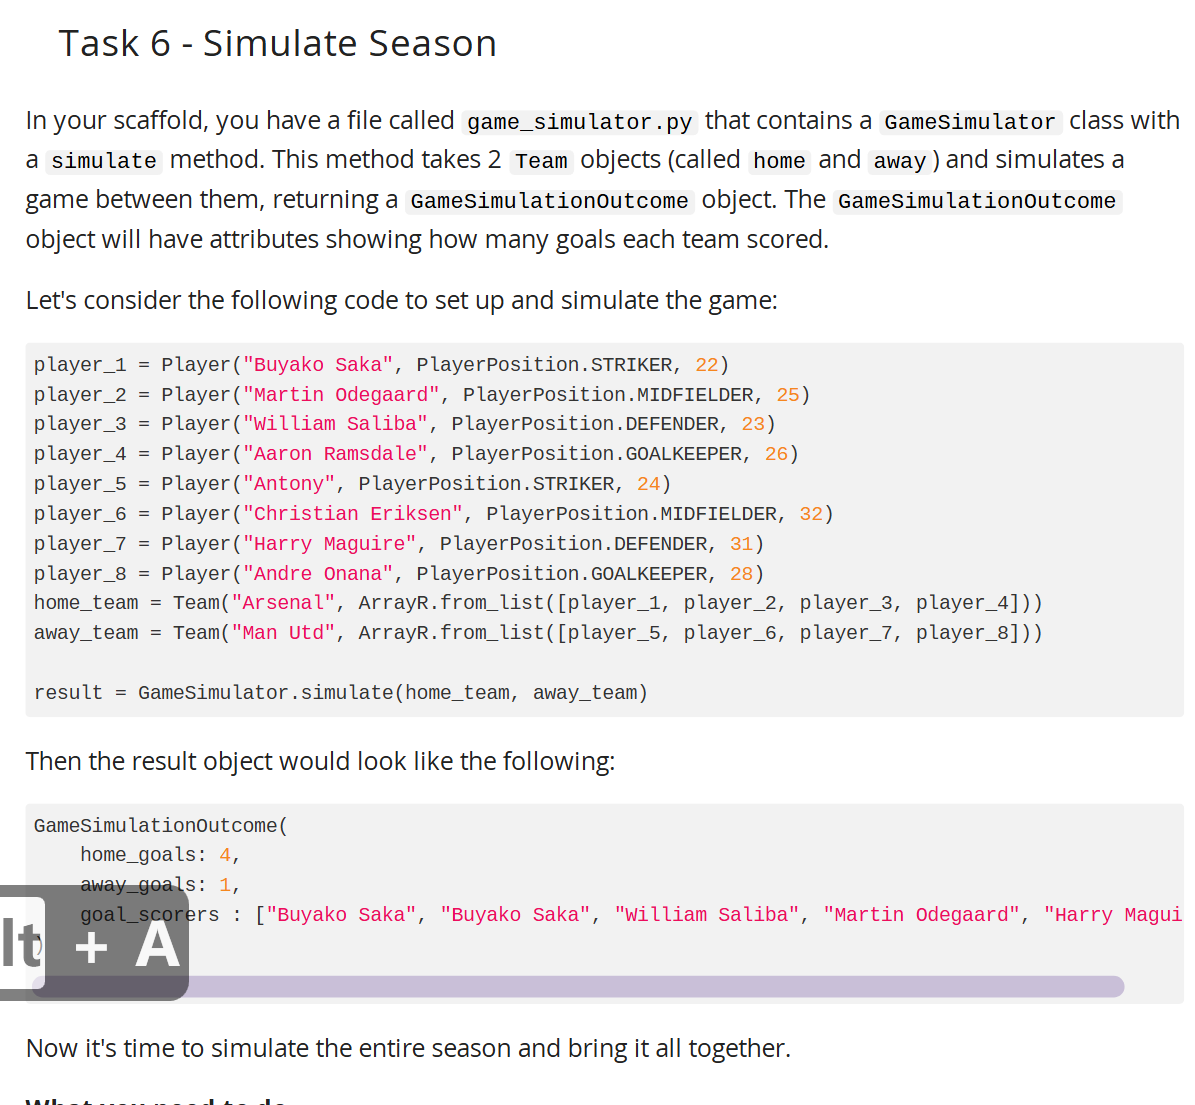 Task 6 - Simulate Season
In your scaffold, you have a file called game_simulator.py that contains a GameSimulator class with
a simulate method. This method takes 2 Team objects (called home and away ) and simulates a
game between them, returning a GameSimulationOutcome object. The GameSimulationOutcome
object will have attributes showing how many goals each team scored.
Let's consider the following code to set up and simulate the game:
player_1 = Player("Buyako Saka", PlayerPosition.STRIKER, 22)
player_2 = Player("Martin Odegaard", PlayerPosition.MIDFIELDER, 25)
player_3 = Player("William Saliba", PlayerPosition.DEFENDER, 23)
player_4 = Player("Aaron Ramsdale", PlayerPosition.GOALKEEPER, 26)
player_5 = Player("Antony", PlayerPosition.STRIKER, 24)
player_6 = Player("Christian Eriksen", PlayerPosition.MIDFIELDER, 32)
player_7 = Player("Harry Maguire", PlayerPosition.DEFENDER, 31)
player_8 = Player("Andre Onana", PlayerPosition.GOALKEEPER, 28)
home_team = Team("Arsenal", ArrayR.from_list([player_1, player_2, player_3, player_4]))
away_team = Team("Man Utd", ArrayR.from_list([player_5, player_6, player_7, player_8]))
result = GameSimulator.simulate(home_team, away_team)
Then the result object would look like the following:
GameSimulationOutcome(
home_goals: 4,
away_goals: 1,
goal_scorers : ["Buyako Saka", "Buyako Saka", "William Saliba", "Martin Odegaard", "Harry Magui
)
lt + A
Now it's time to simulate the entire season and bring it all together.